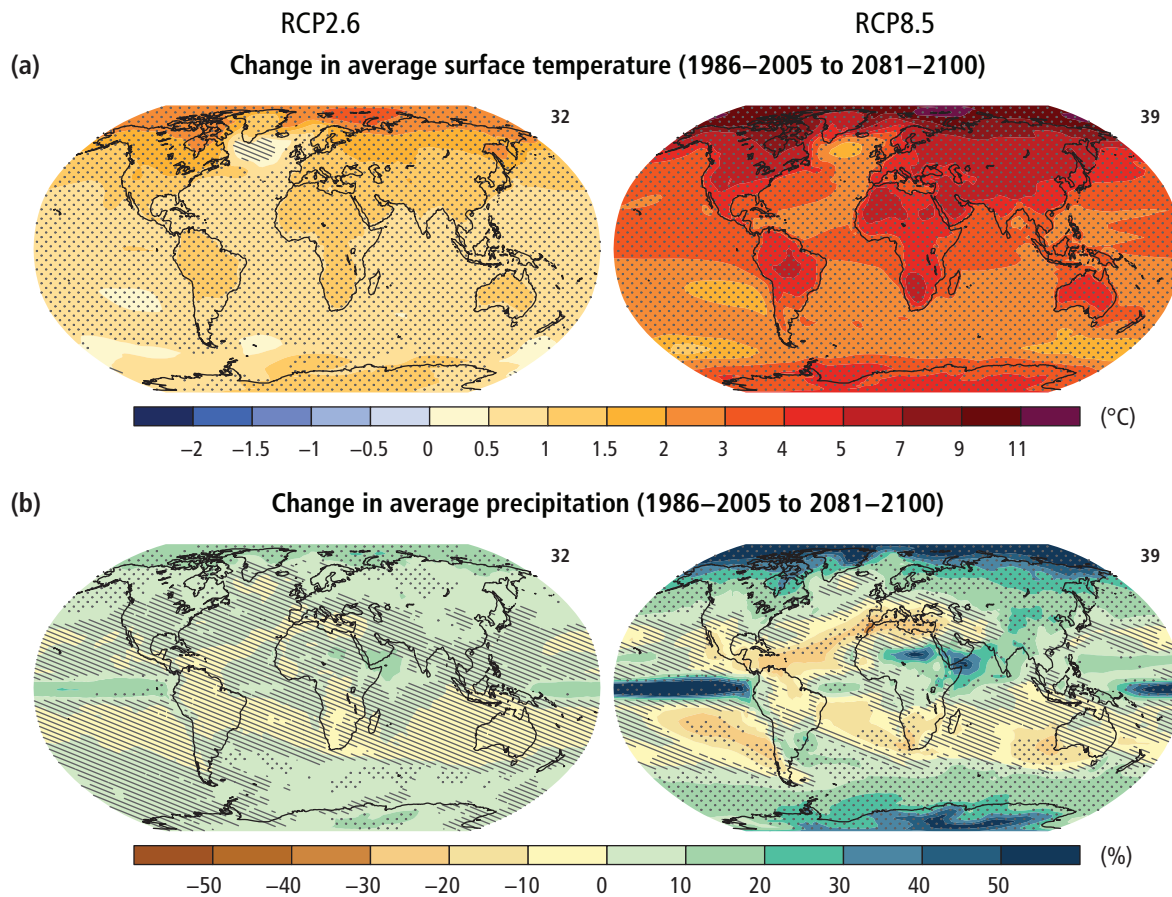 RCP2.6 RCP8.5
(a) Change in average surface temperature (1986–2005 to 2081–2100)
32 39
−2 −1.5 −1 −0.5 0 0.5 1 1.5 2 3 4 5 7 9 11 (°C)
(b) Change in average precipitation (1986–2005 to 2081–2100)
32 39
−50 −40 −30 −20 −10 0 10 20 30 40 50 (%)